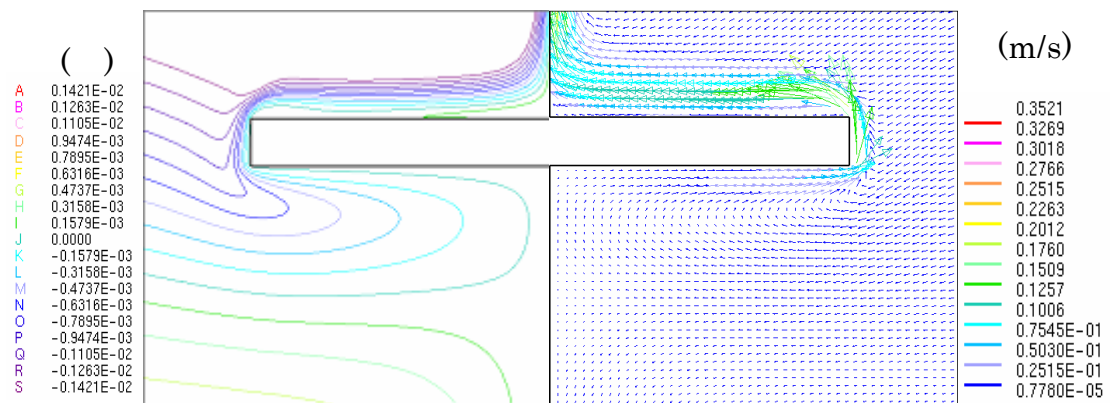 ( )
A 0.1421E-02
B 0.1263E-02
C 0.1105E-02
D 0.9474E-03
E 0.7895E-03
F 0.6316E-03
G 0.4737E-03
H 0.3158E-03
I 0.1579E-03
J 0.0000
K -0.1579E-03
L -0.3158E-03
M -0.4737E-03
N -0.6316E-03
O -0.7895E-03
P -0.9474E-03
Q -0.1105E-02
R -0.1263E-02
S -0.1421E-02
(m/s)
0.3521
0.3269
0.3018
0.2766
0.2515
0.2263
0.2012
0.1760
0.1509
0.1257
0.1006
0.7545E-01
0.5030E-01
0.2515E-01
0.7780E-05